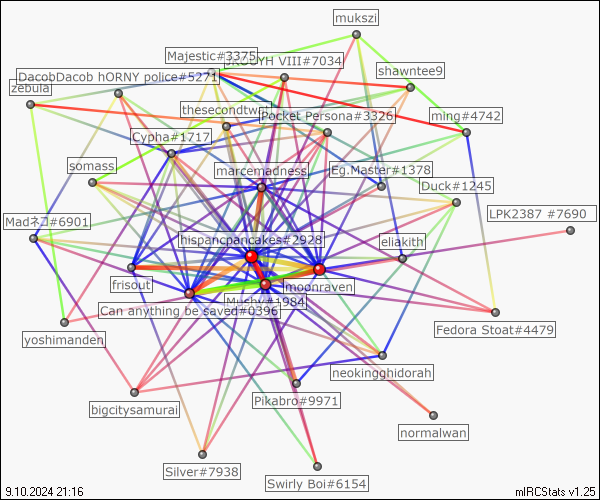 mukszi
Majestic#3375
JROUYH VIII#7034
shawntee9
DacobDacob hORNY police#5271
zebula
thesecondtwin
Pocket Persona#3326
ming#4742
Cypha#1717
somass
marcemadness
Eg.Master#1378
Duck#1245
LPK2387 #7690
Madネコ#6901
hispancpancakes#2928
eliakith
frisout
moonraven
Mushy#1984
Can anything be saved#0396
Fedora Stoat#4479
yoshimanden
neokingghidorah
Pikabro#9971
bigcitysamurai
normalwan
Silver#7938
Swirly Boi#6154
9.10.2024 21:16
mIRCStats v1.25